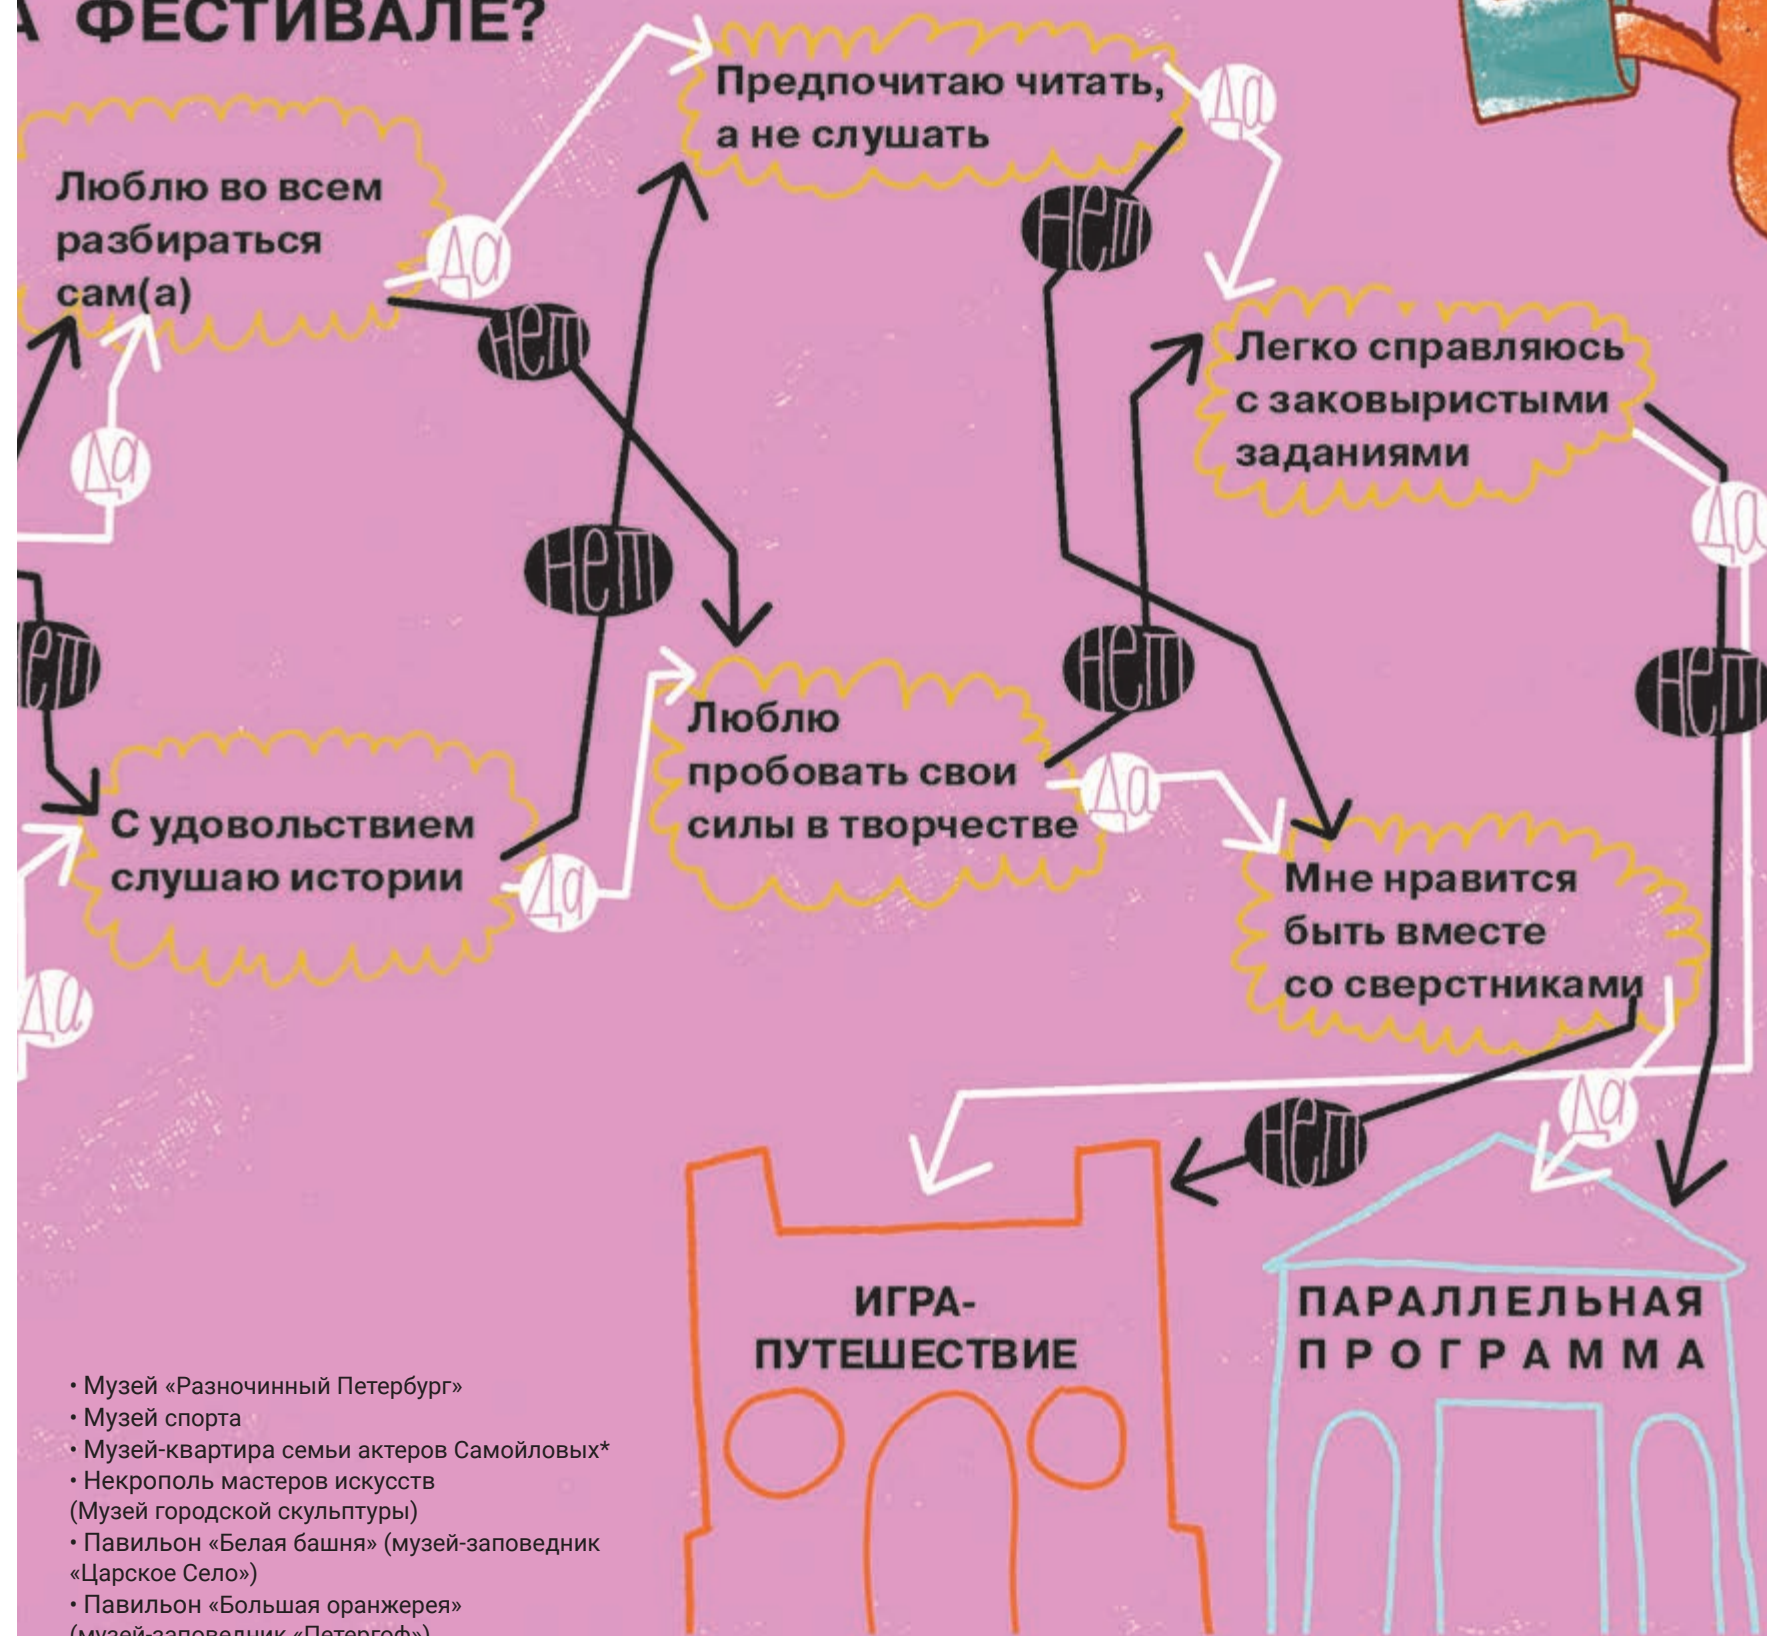 А ФЕСТИВАЛЕ?
Предпочитаю читать,
а не слушать
Да
Нет
Люблю во всем
разбираться
сам(а)
Да
Нет
Да
Легко справляюсь
с заковыристыми
заданиями
Да
Нет
Нет
Нет
Люблю
пробовать свои
силы в творчестве
Нет
Да
С удовольствием
слушаю истории
Да
Да
Мне нравится
быть вместе
со сверстниками
Да
Нет
ИГРА-
ПУТЕШЕСТВИЕ
ПАРАЛЛЕЛЬНАЯ
ПРОГРАММА
• Музей «Разночинный Петербург»
• Музей спорта
• Музей-квартира семьи актеров Самойловых*
• Некрополь мастеров искусств
(Музей городской скульптуры)
• Павильон «Белая башня» (музей-заповедник
«Царское Село»)
• Павильон «Большая оранжерея»
(музей-заповедник «Петергоф»)